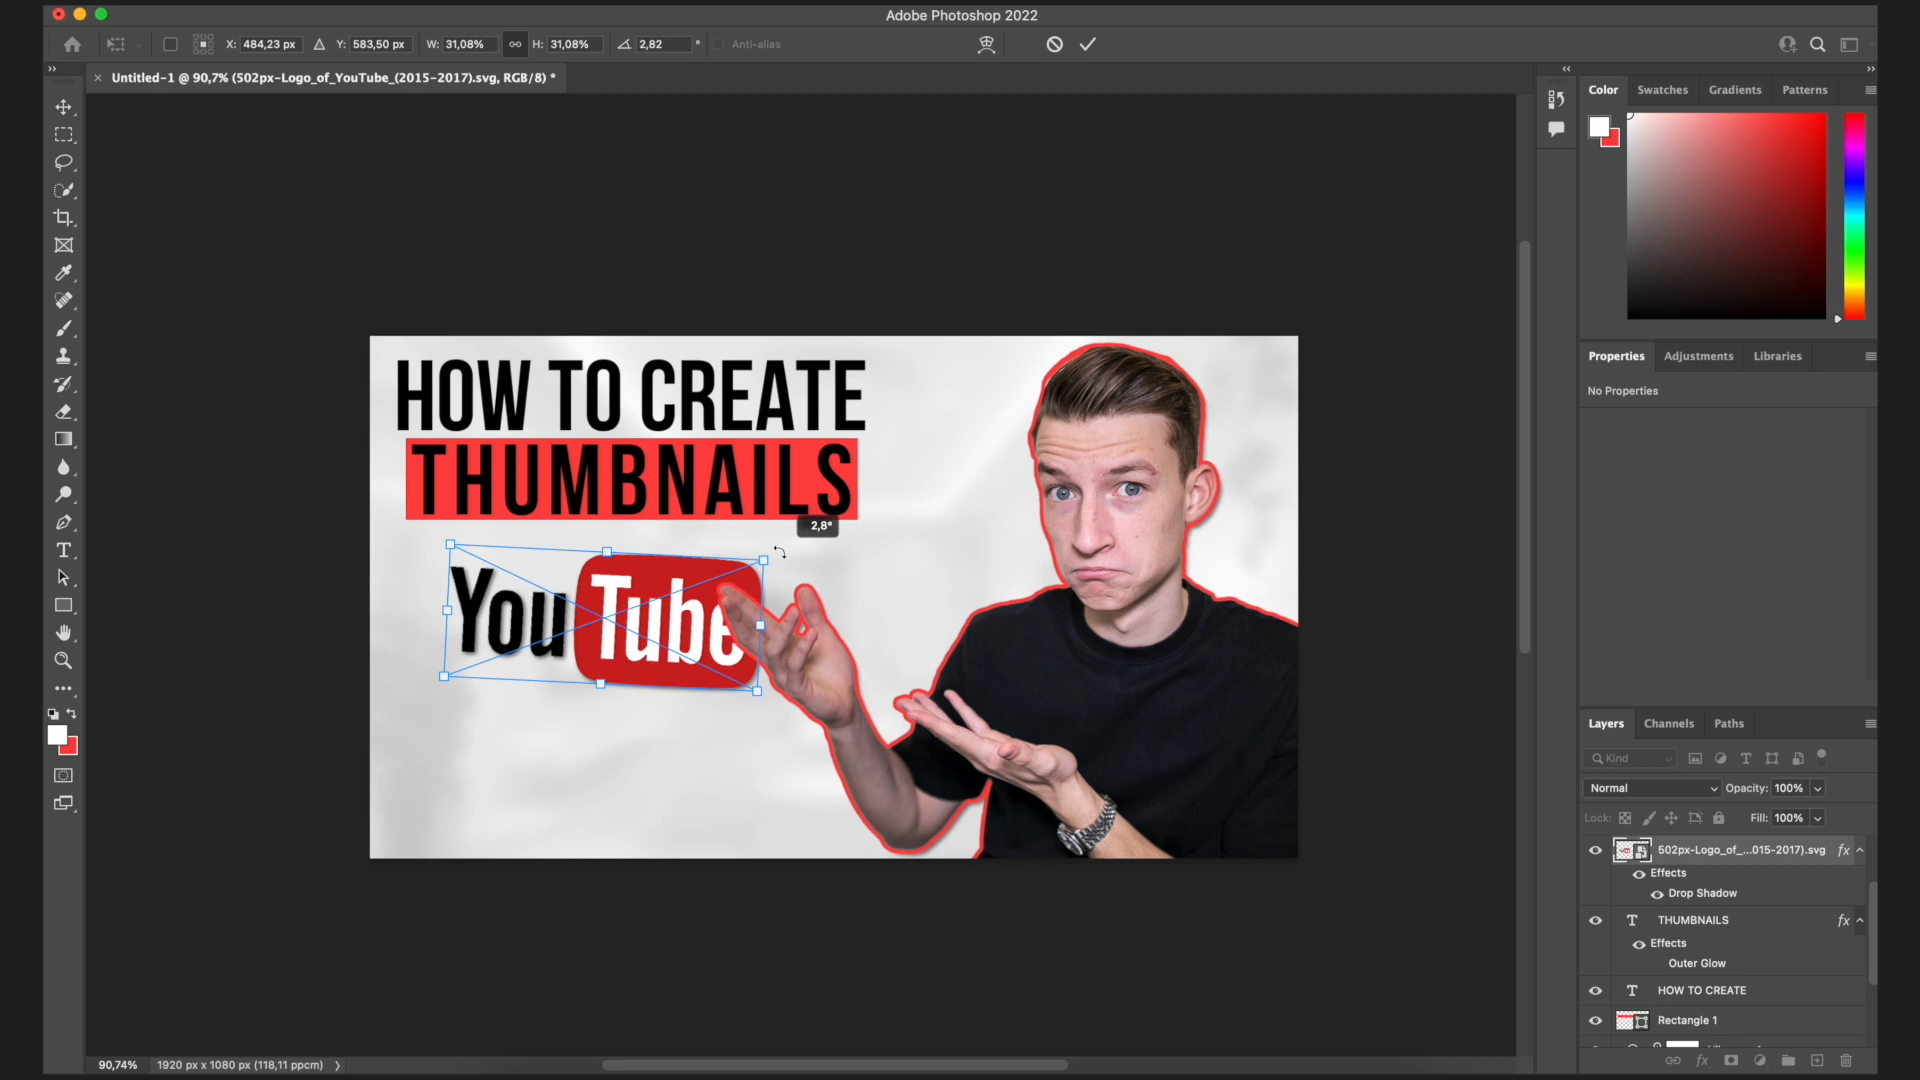 Adobe Photoshop 2022
X: 484,23 px Y: 583,50 px W: 31,08% H: 31,08% 2,82 ° Anti-alias
Untitled-1 @ 90,7% (502px-Logo_of_YouTube_(2015-2017).svg, RGB/8) *
Color Swatches Gradients Patterns
HOW TO CREATE
THUMBNAILS
2,8°
YouTube
Properties Adjustments Libraries
No Properties
Layers Channels Paths
Kind
Normal Opacity: 100%
Lock: Fill: 100%
502px-Logo_of_...015-2017).svg fx
Effects
Drop Shadow
T THUMBNAILS fx
Effects
Outer Glow
T HOW TO CREATE
Rectangle 1
90,74% 1920 px x 1080 px (118,11 ppcm)